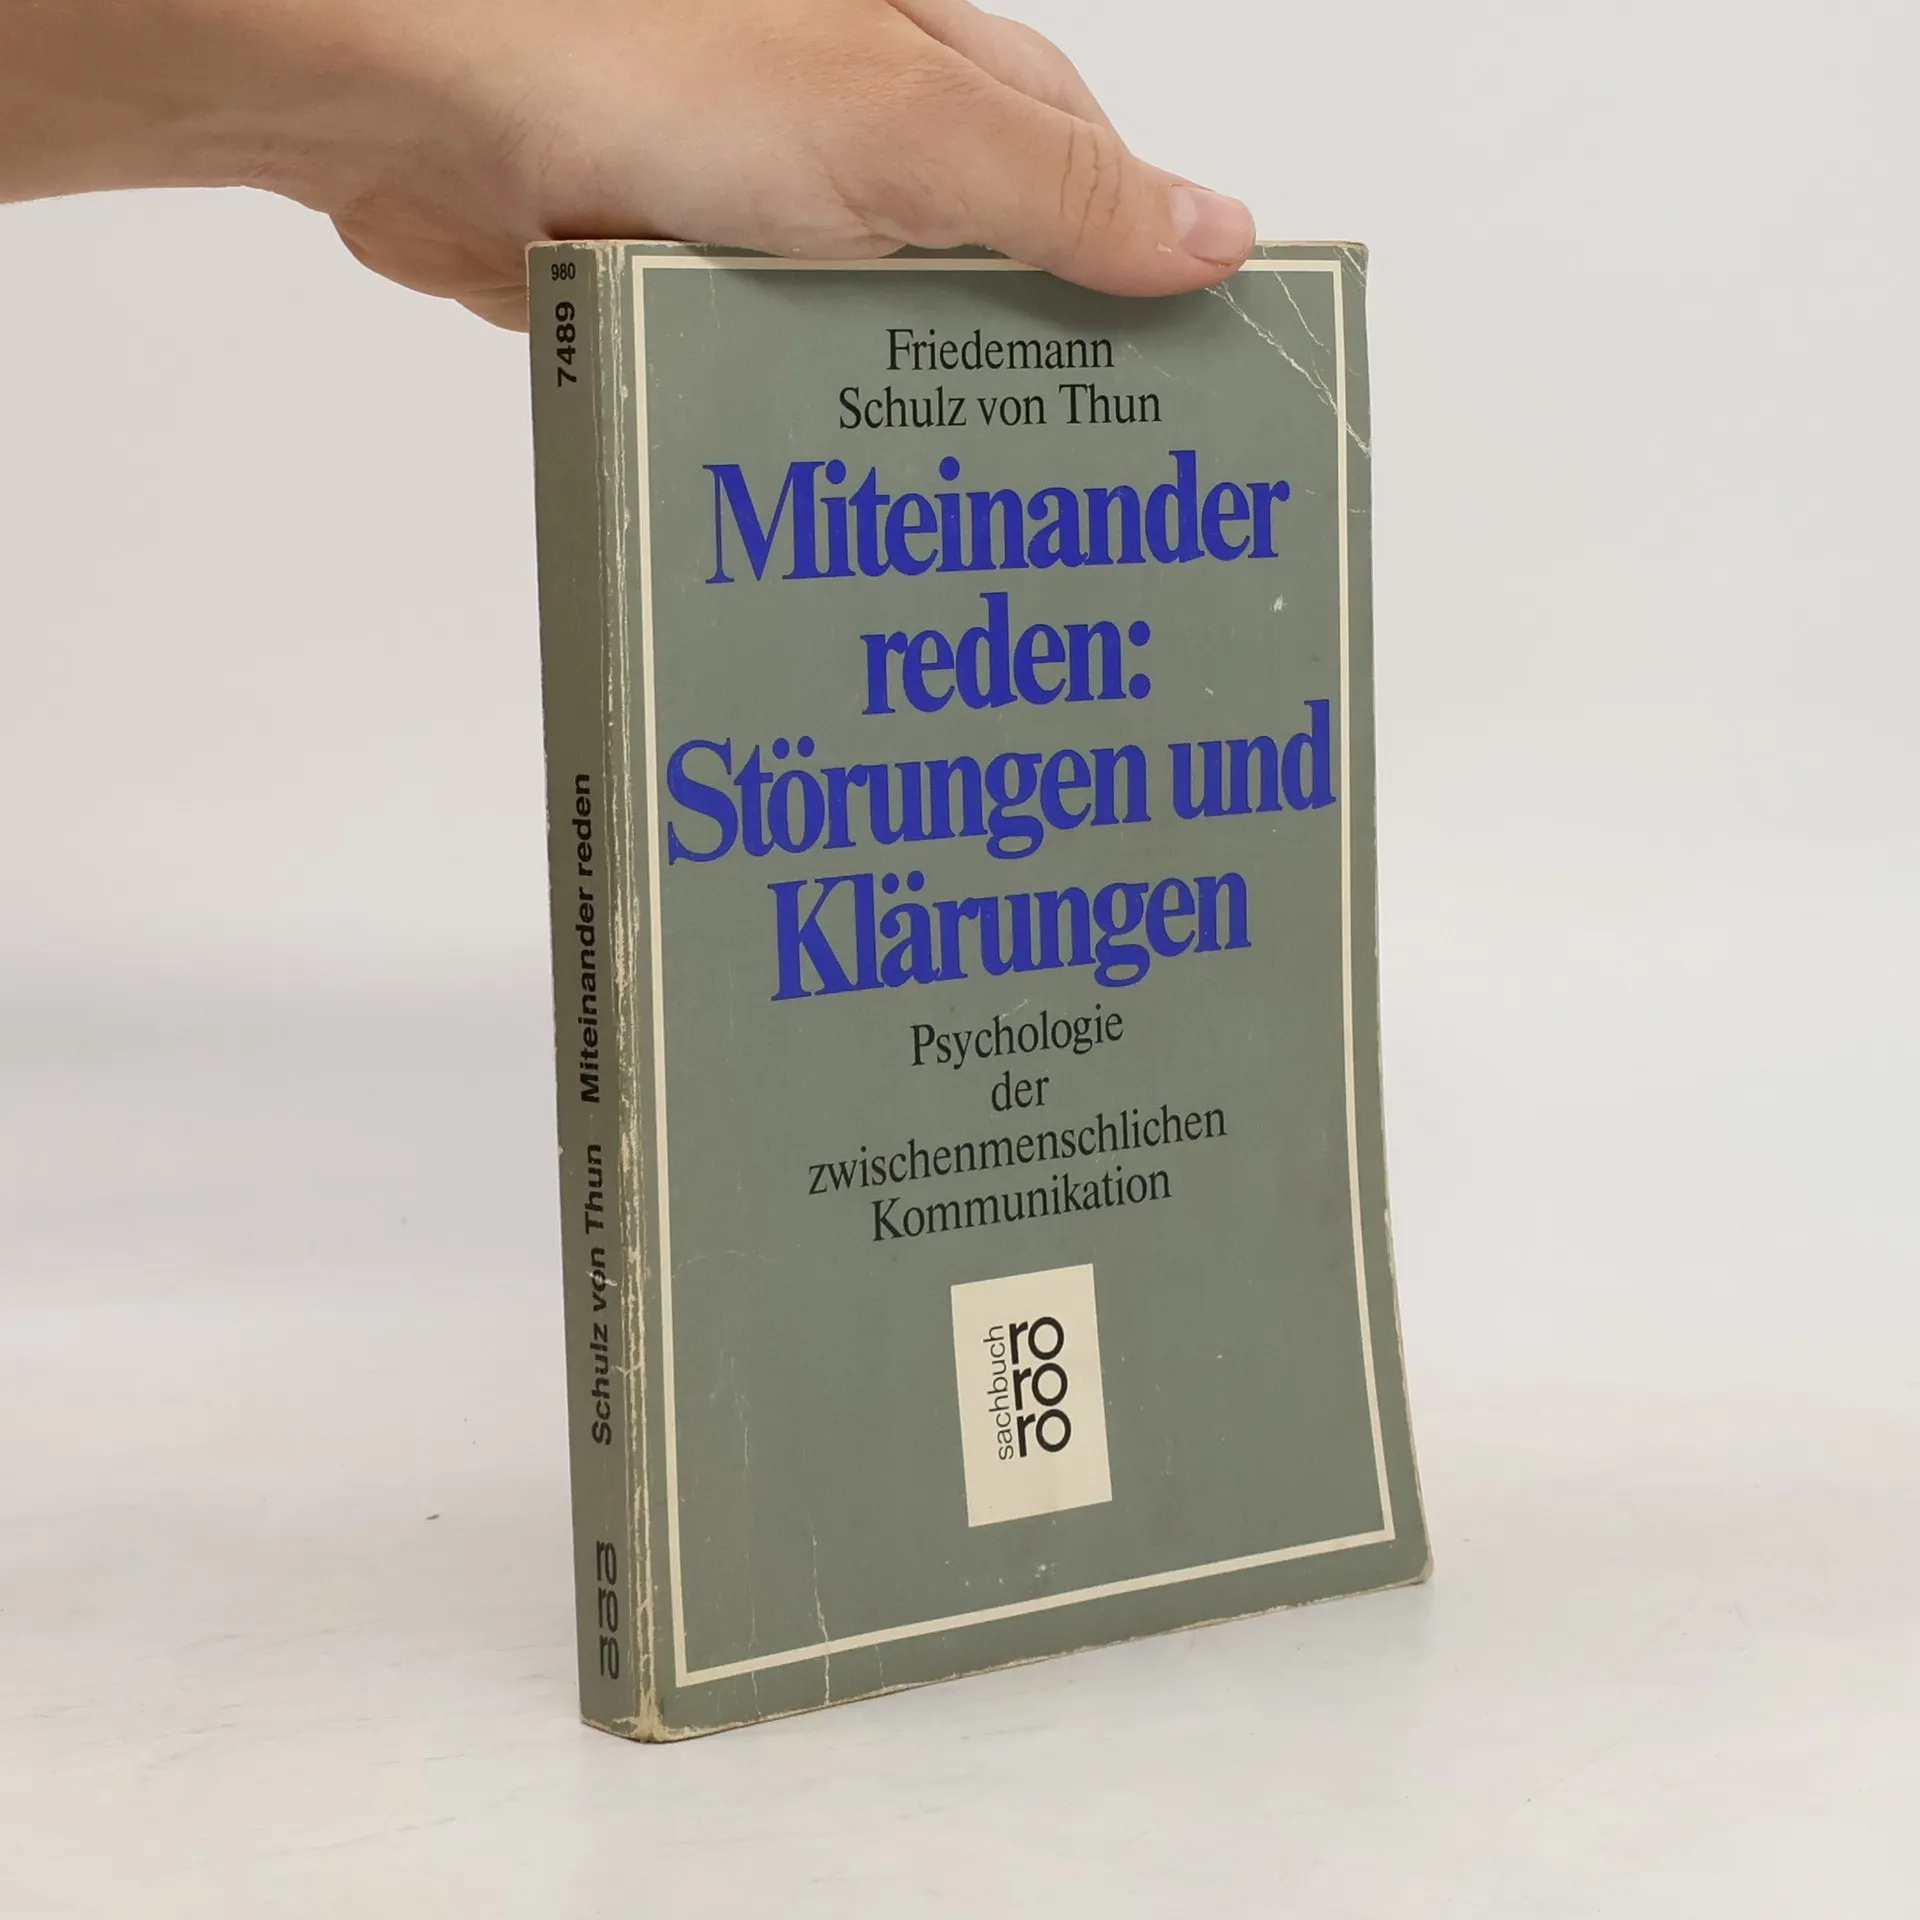 980
7489
Schulz von Thun Miteinander reden
rororo
Friedemann
Schulz von Thun
Miteinander
reden:
Störungen und
Klärungen
Psychologie
der
zwischenmenschlichen
Kommunikation
sachbuch
ro
ro
ro